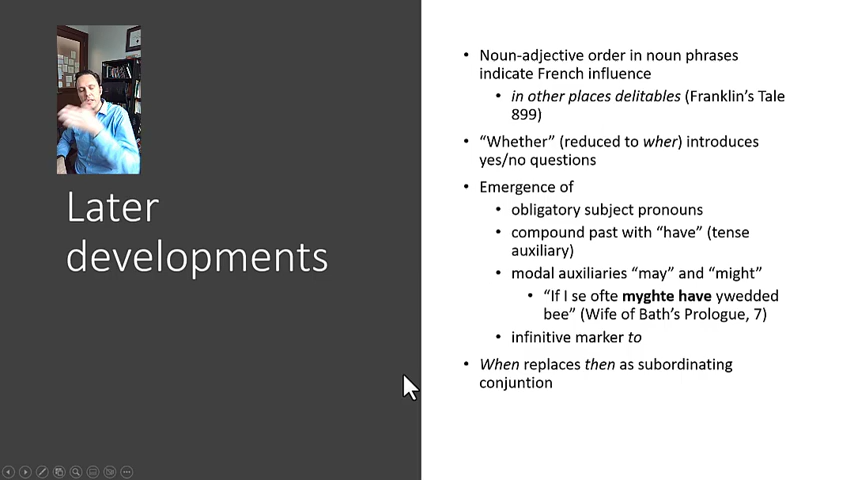 Later
developments
• Noun-adjective order in noun phrases
indicate French influence
• in other places delitables (Franklin’s Tale
899)
• “Whether” (reduced to wher) introduces
yes/no questions
• Emergence of
• obligatory subject pronouns
• compound past with “have” (tense
auxiliary)
• modal auxiliaries “may” and “might”
• “If I se ofte myghte have ywedded
bee” (Wife of Bath’s Prologue, 7)
• infinitive marker to
• When replaces then as subordinating
conjuntion